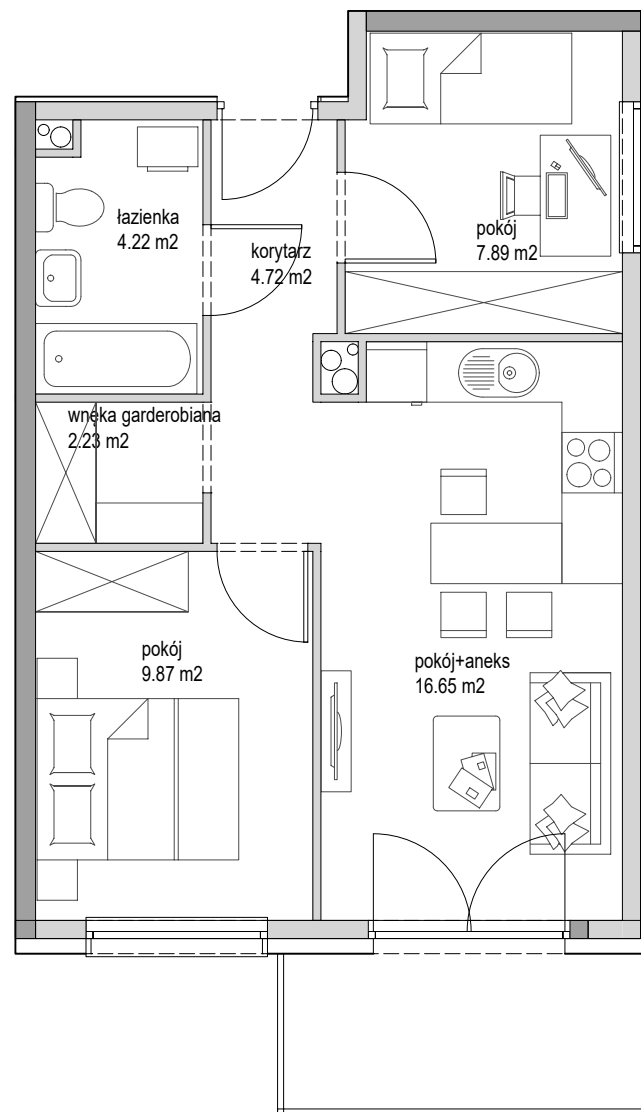 łazienka
4.22 m2
korytarz
4.72 m2
pokój
7.89 m2
wnęka garderobiana
2.23 m2
pokój
9.87 m2
pokój+aneks
16.65 m2